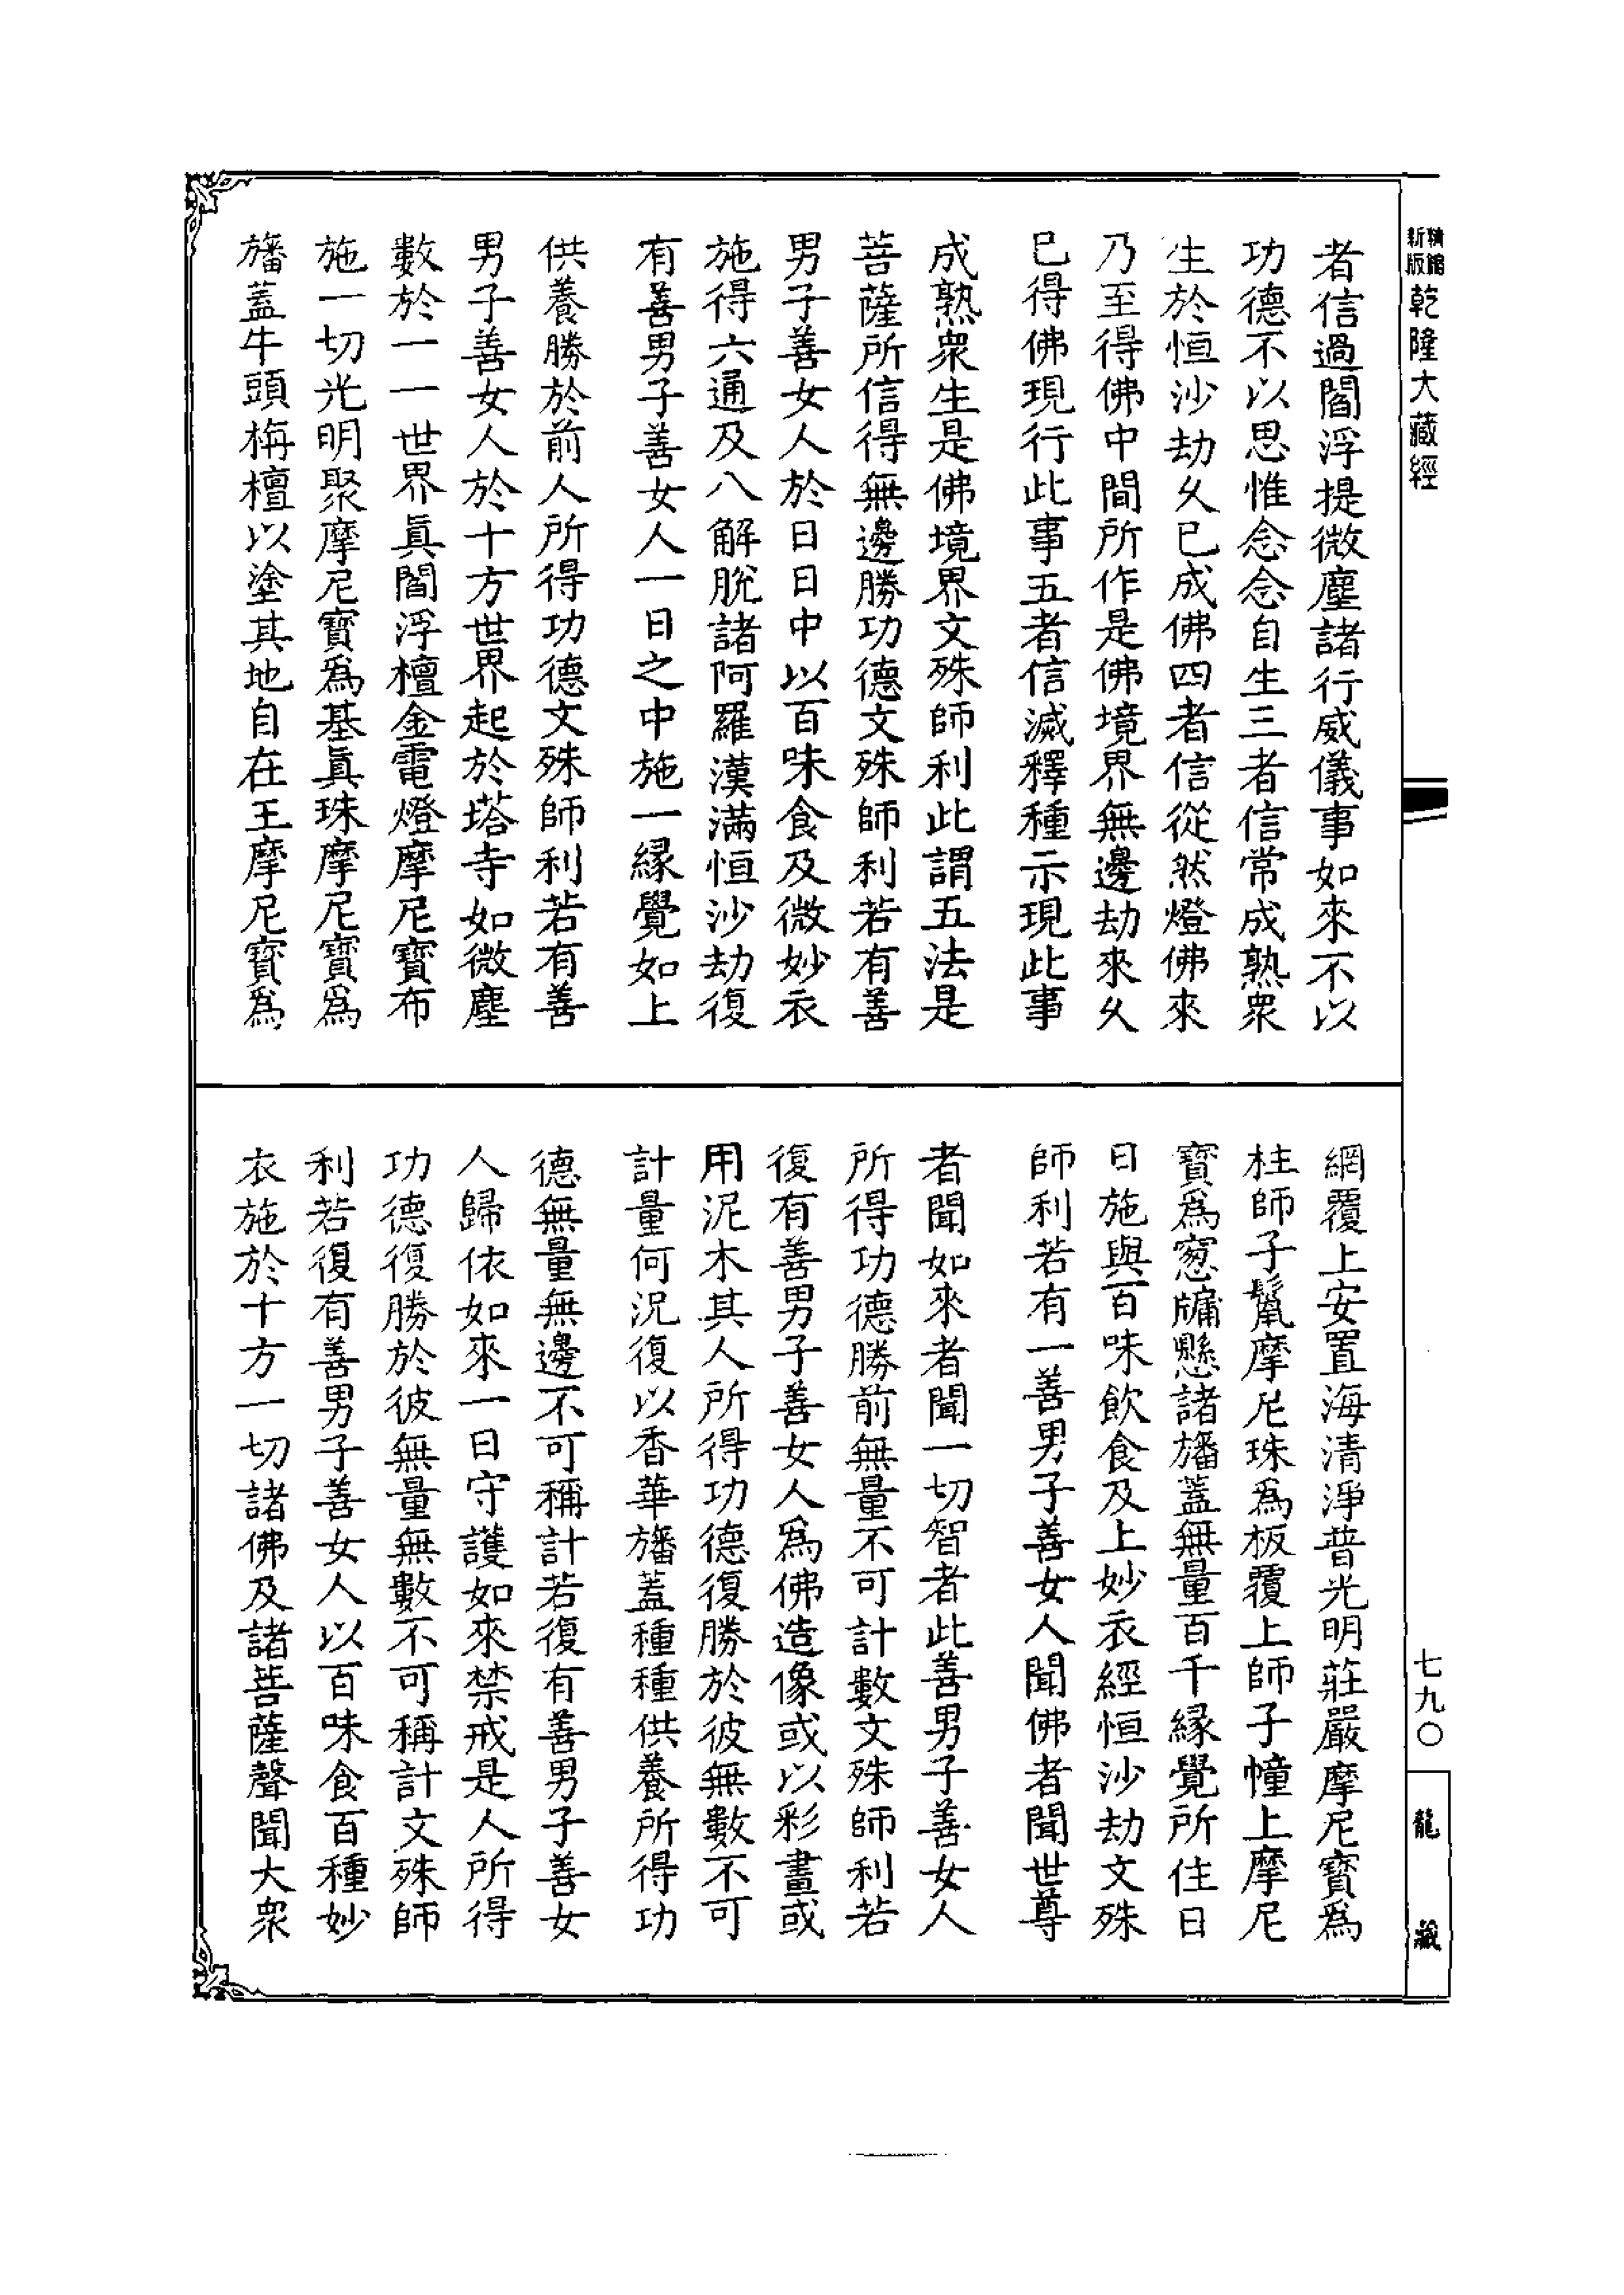 新版精縮
乾隆大藏經
者信過閻浮提微塵諸行威儀事如來不以
功德不以思惟念念自生三者信常成熟衆
生於恒沙劫久已成佛四者信從然燈佛來
乃至得佛中間所作是佛境界無邊劫來久
已得佛現行此事五者信滅釋種示現此事
成熟衆生是佛境界文殊師利此謂五法是
菩薩所信得無邊勝功德文殊師利若有善
男子善女人於日日中以百味食及微妙衣
施得六通及八解脫諸阿羅漢滿恒沙劫復
有善男子善女人一日之中施一緣覺如上
供養勝於前人所得功德文殊師利若有善
男子善女人於十方世界起於塔寺如微塵
數於一一世界眞閻浮檀金電燈摩尼寶布
施一切光明聚摩尼寶爲基眞珠摩尼寶爲
旛蓋牛頭栴檀以塗其地自在王摩尼寶爲
網覆上安置海清淨普光明莊嚴摩尼寶爲
柱師子鬚摩尼珠爲板覆上師子幢上摩尼
寶爲窻牖懸諸旛蓋無量百千緣覺所住日
日施與百味飲食及上妙衣經恒沙劫文殊
師利若有一善男子善女人聞佛者聞世尊
者聞如來者聞一切智者此善男子善女人
所得功德勝前無量不可計數文殊師利若
復有善男子善女人爲佛造像或以彩畫或
用泥木其人所得功德復勝於彼無數不可
計量何況復以香華旛蓋種種供養所得功
德無量無邊不可稱計若復有善男子善女
人歸依如來一日守護如來禁戒是人所得
功德復勝於彼無量無數不可稱計文殊師
利若復有善男子善女人以百味食百種妙
衣施於十方一切諸佛及諸菩薩聲聞大衆
七九〇
龍藏